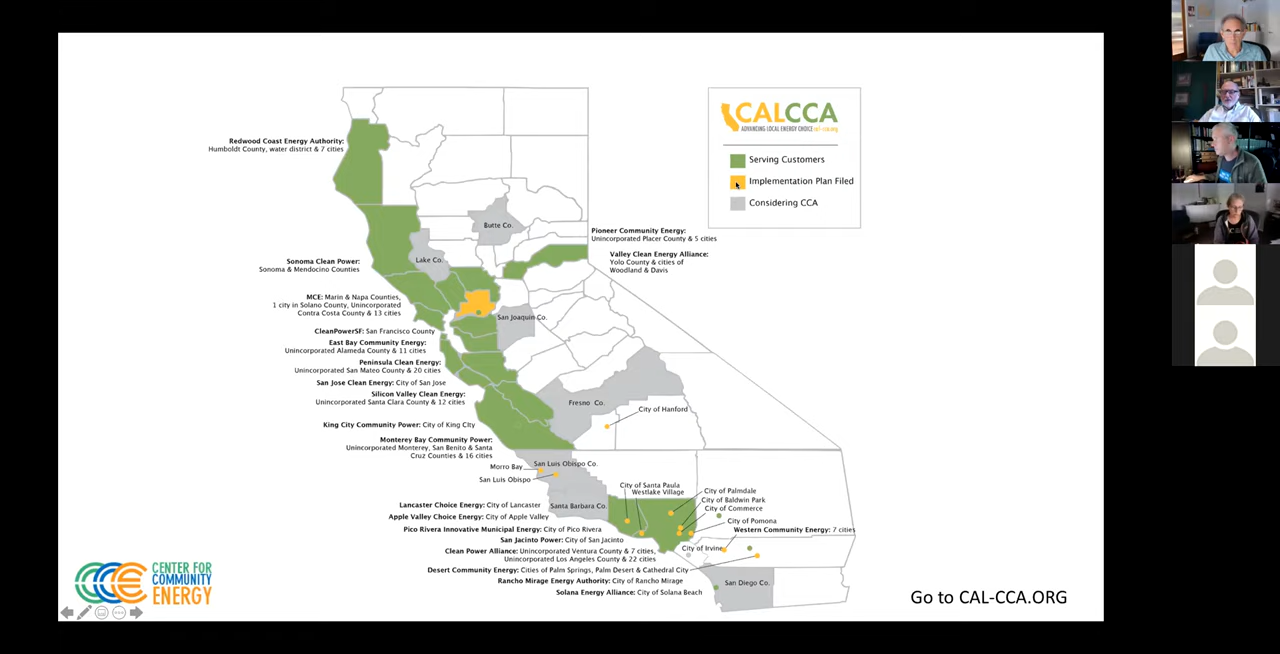 CALCCA
ADVANCING LOCAL ENERGY CHOICE cal-cca.org
Serving Customers
Implementation Plan Filed
Considering CCA
Redwood Coast Energy Authority:
Humboldt County, water district & 7 cities
Butte Co.
Pioneer Community Energy:
Unincorporated Placer County & 5 cities
Valley Clean Energy Alliance:
Yolo County & cities of
Woodland & Davis
Lake Co.
Sonoma Clean Power:
Sonoma & Mendocino Counties
MCE: Marin & Napa Counties,
1 city in Solano County, Unincorporated
Contra Costa County & 13 cities
San Joaquin Co.
CleanPowerSF: San Francisco County
East Bay Community Energy:
Unincorporated Alameda County & 11 cities
Peninsula Clean Energy:
Unincorporated San Mateo County & 20 cities
San Jose Clean Energy: City of San Jose
Silicon Valley Clean Energy:
Unincorporated Santa Clara County & 12 cities
Fresno Co.
City of Hanford
King City Community Power: City of King City
Monterey Bay Community Power:
Unincorporated Monterey, San Benito & Santa
Cruz Counties & 16 cities
Morro Bay
San Luis Obispo Co.
San Luis Obispo
City of Santa Paula
Westlake Village
City of Palmdale
City of Baldwin Park
City of Commerce
Lancaster Choice Energy: City of Lancaster
Santa Barbara Co.
Apple Valley Choice Energy: City of Apple Valley
City of Pomona
Pico Rivera Innovative Municipal Energy: City of Pico Rivera
Western Community Energy: 7 cities
San Jacinto Power: City of San Jacinto
Clean Power Alliance: Unincorporated Ventura County & 7 cities,
Unincorporated Los Angeles County & 22 cities
City of Irvine
Desert Community Energy: Cities of Palm Springs, Palm Desert & Cathedral City
Rancho Mirage Energy Authority: City of Rancho Mirage
San Diego Co.
Solana Energy Alliance: City of Solana Beach
CENTER FOR
COMMUNITY
ENERGY
Go to CAL-CCA.ORG